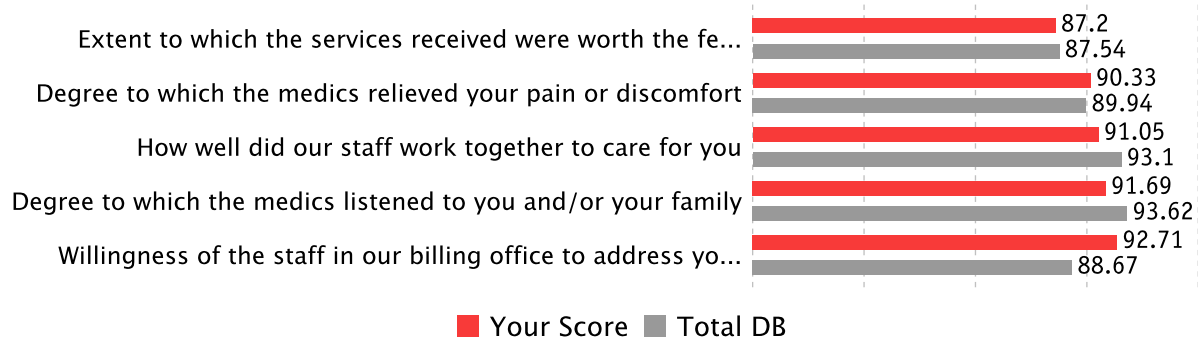 Extent to which the services received were worth the fe...
87.2
87.54
Degree to which the medics relieved your pain or discomfort
90.33
89.94
How well did our staff work together to care for you
91.05
93.1
Degree to which the medics listened to you and/or your family
91.69
93.62
Willingness of the staff in our billing office to address yo...
92.71
88.67
Your Score Total DB